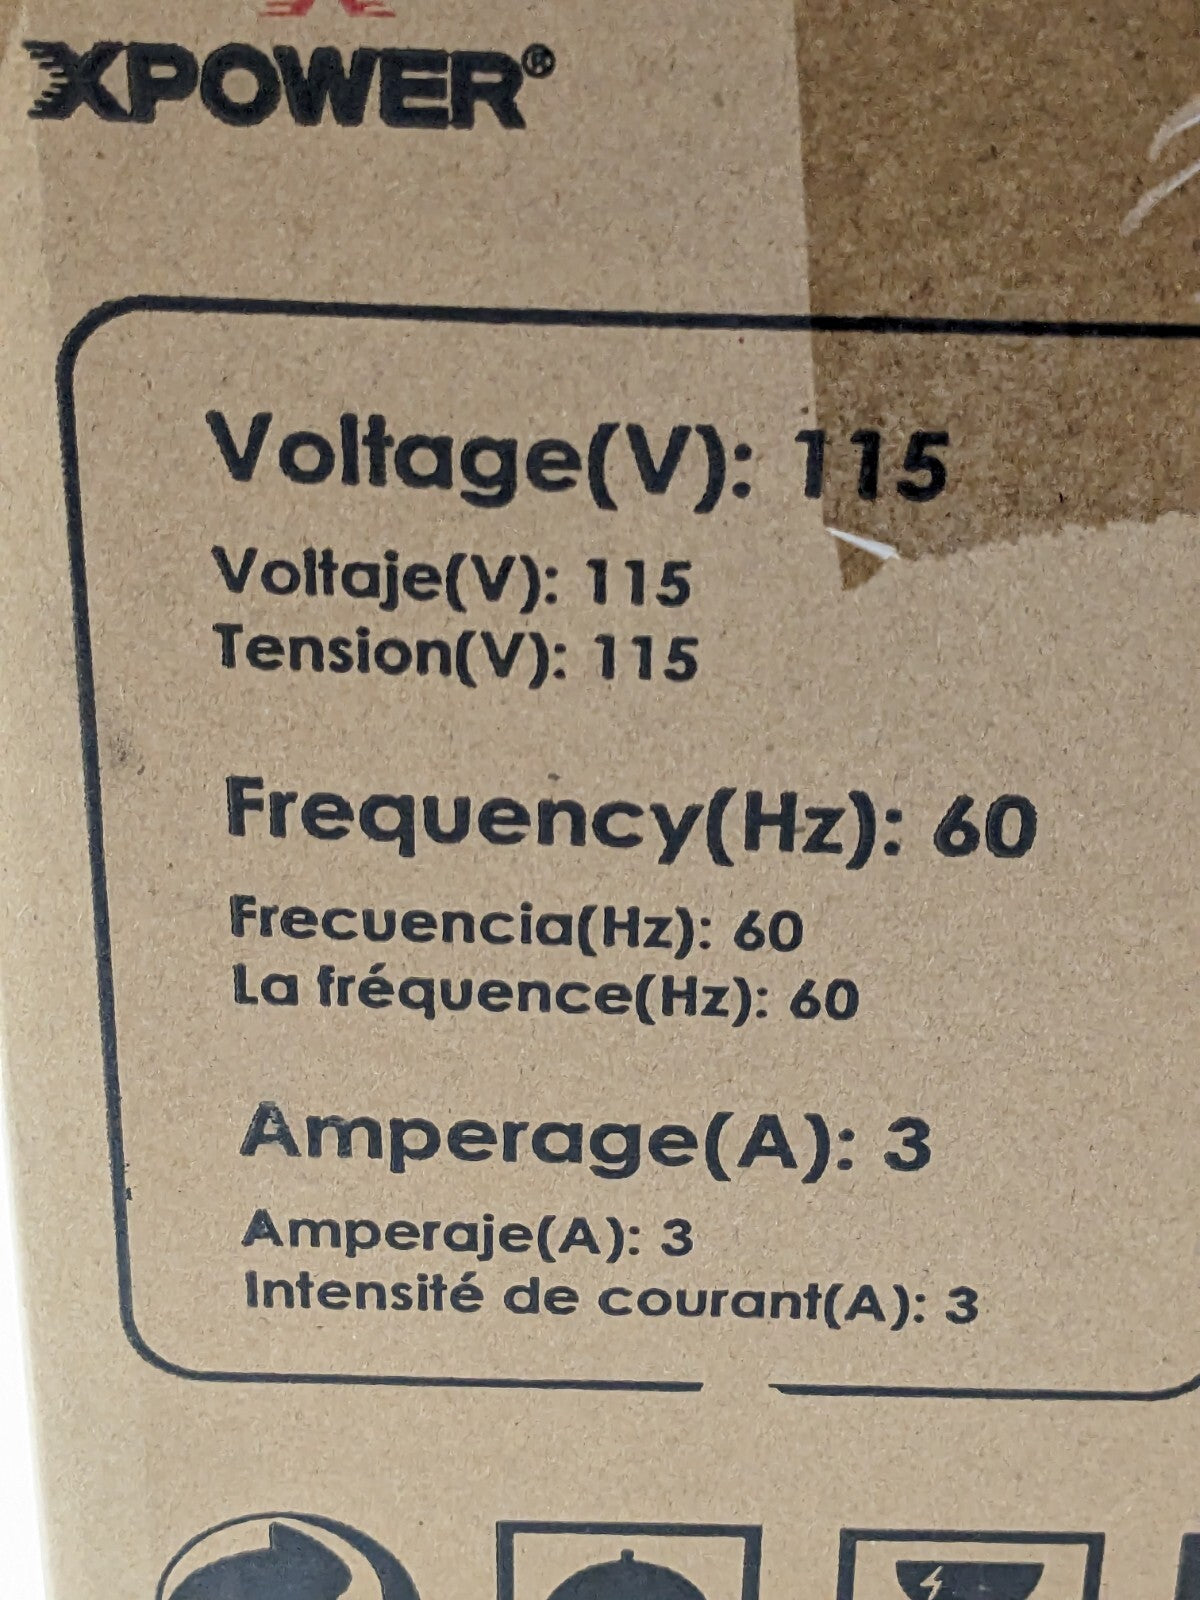 XPOWER®
Voltage(V): 115
Voltaje(V): 115
Tension(V): 115
Frequency(Hz): 60
Frecuencia(Hz): 60
La fréquence(Hz): 60
Amperage(A): 3
Amperaje(A): 3
Intensité de courant(A): 3